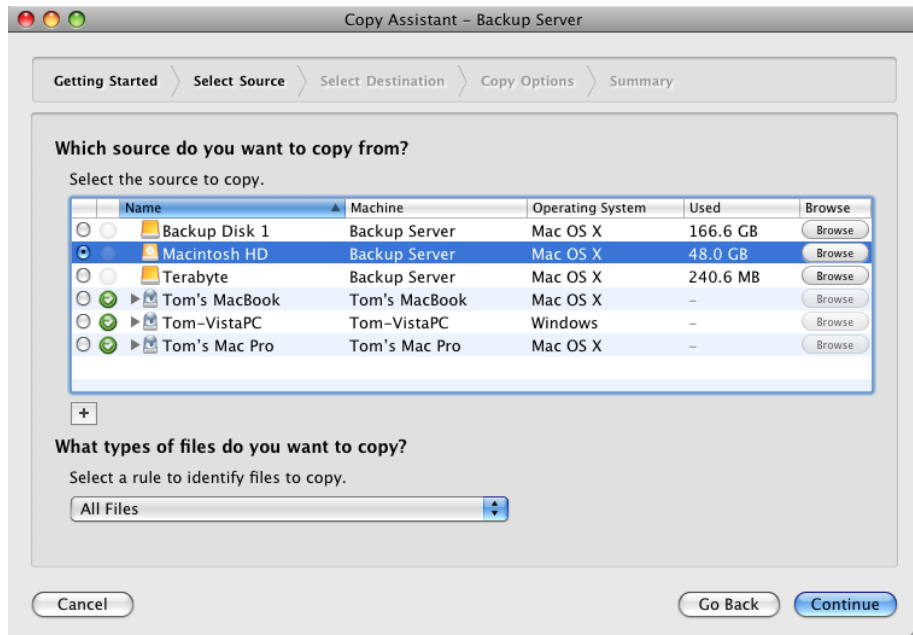 Copy Assistant – Backup Server
Getting Started Select Source Select Destination Copy Options Summary
Which source do you want to copy from?
Select the source to copy.
Name Machine Operating System Used Browse
Backup Disk 1 Backup Server Mac OS X 166.6 GB Browse
Macintosh HD Backup Server Mac OS X 48.0 GB Browse
Terabyte Backup Server Mac OS X 240.6 MB Browse
Tom's MacBook Tom's MacBook Mac OS X – Browse
Tom-VistaPC Tom-VistaPC Windows – Browse
Tom's Mac Pro Tom's Mac Pro Mac OS X – Browse
+
What types of files do you want to copy?
Select a rule to identify files to copy.
All Files
Cancel Go Back Continue